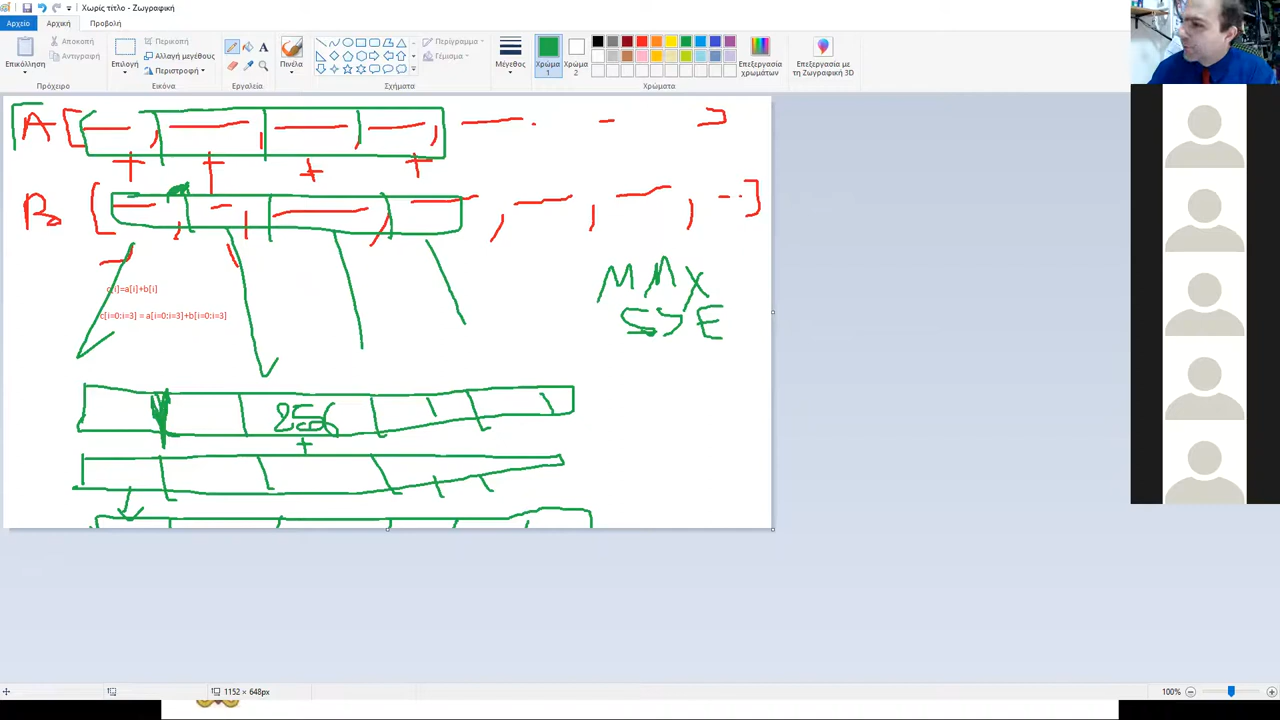 Χωρίς τίτλο - Ζωγραφική
Αρχείο Αρχική Προβολή
Επικόλληση
Αποκοπή
Αντιγραφή
Πρόχειρο
Επιλογή
Περικοπή
Αλλαγή μεγέθους
Περιστροφή
Εικόνα
A
Εργαλεία
Πινέλα
Περίγραμμα
Γέμισμα
Σχήματα
Μέγεθος
Χρώμα
1
Χρώμα
2
Επεξεργασία
χρωμάτων
Επεξεργασία με
τη Ζωγραφική 3D
Χρώματα
A [ , , , , ]
+ + + +
B [ , , , , , , ]
c[i]=a[i]+b[i]
c[i=0:i=3] = a[i=0:i=3]+b[i=0:i=3]
MMX
SSE
256
+
1152 × 648px
100%